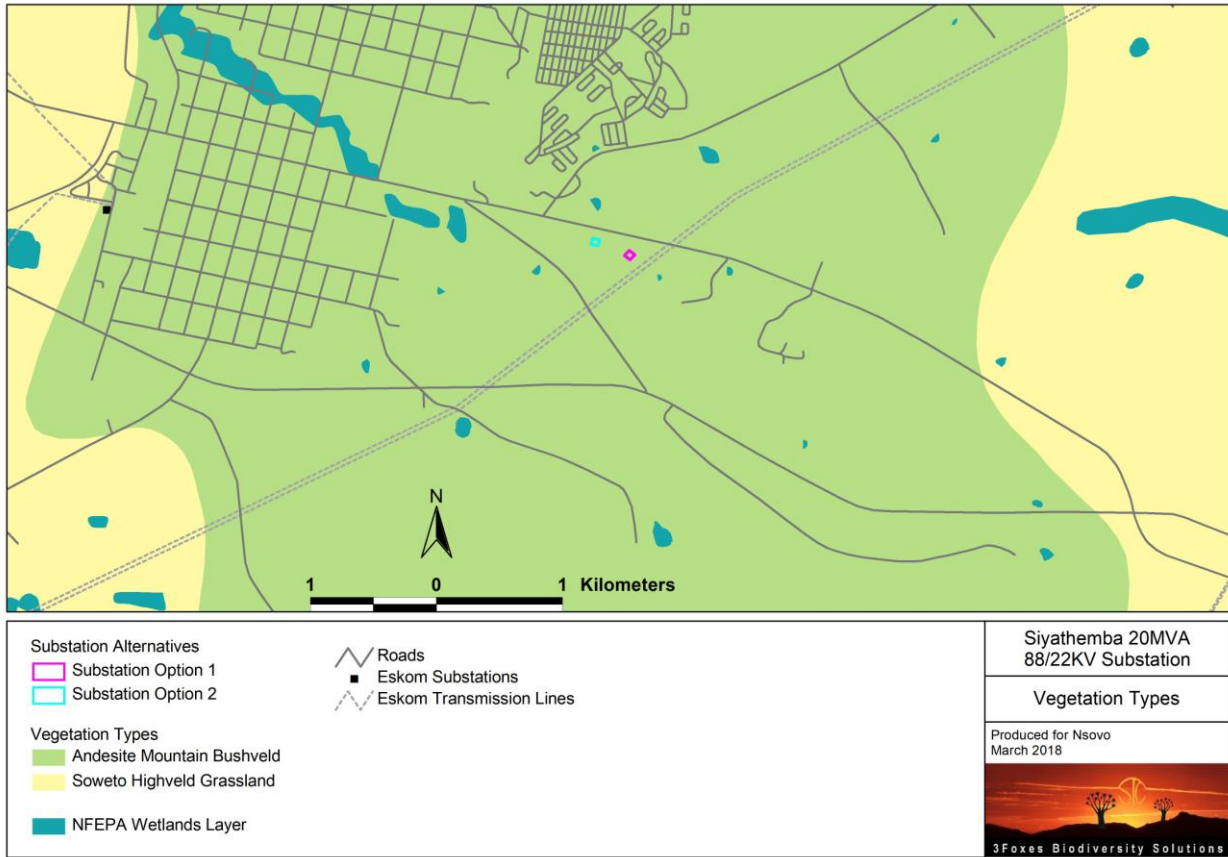 N
1 0 1 Kilometers
Substation Alternatives
Substation Option 1
Substation Option 2
Vegetation Types
Andesite Mountain Bushveld
Soweto Highveld Grassland
NFEPA Wetlands Layer
Roads
Eskom Substations
Eskom Transmission Lines
Siyathemba 20MVA
88/22KV Substation
Vegetation Types
Produced for Nsovo
March 2018
3Foxes Biodiversity Solutions